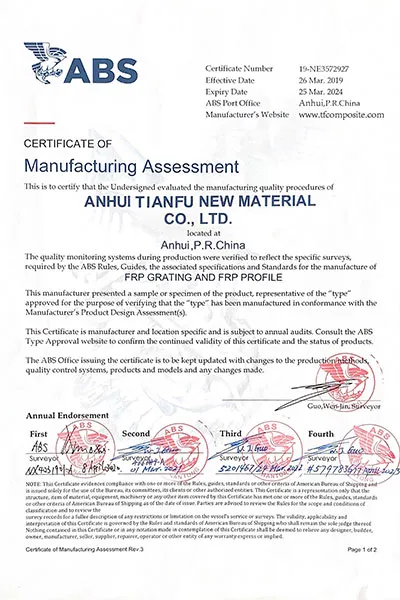 ABS
Certificate Number 19-NE3572927
Effective Date 26 Mar. 2019
Expiry Date 25 Mar. 2024
ABS Port Office Anhui,P.R.China
Manufacturer's Website www.tfcomposite.com
CERTIFICATE OF
Manufacturing Assessment
This is to certify that the Undersigned evaluated the manufacturing quality procedures of
ANHUI TIANFU NEW MATERIAL
CO., LTD.
located at
Anhui,P.R.China
The quality monitoring systems during production were verified to reflect the specific surveys,
required by the ABS Rules, Guides, the associated specifications and Standards for the manufacture of
FRP GRATING AND FRP PROFILE
This manufacturer presented a sample or specimen of the product, representative of the "type"
approved for the purpose of verifying that the "type" has been manufactured in conformance with the
Manufacturer's Product Design Assessment(s).
This Certificate is manufacturer and location specific and is subject to annual audits. Consult the ABS
Type Approval website to confirm the continued validity of this certificate and the status of products.
The ABS Office issuing the certificate is to be kept updated with changes to the production methods,
quality control systems, products and models and any changes made.
ABS
Guo,Wen-Jan, Surveyor
Annual Endorsement
First Second Third Fourth
ABS ABS ABS ABS
Surveyor Surveyor Surveyor Surveyor
NOTE: This Certificate evidences compliance with one or more of the Rules, guides, standards or other criteria of American Bureau of Shipping and
is issued solely for the use of the Bureau, its committees, its clients or other authorized entities. This Certificate is a representation only that the
structure, item of material, equipment, machinery or any other item covered by this Certificate has met one or more of the Rules, guides, standards
or other criteria of American Bureau of Shipping as of the date of issue. Parties are advised to review the Rules for the scope and conditions of
classification and to review the
survey records for a fuller description of any restrictions or limitation on the vessel's service or surveys. The validity, applicability and
interpretation of this Certificate is governed by the Rules and standards of American Bureau of Shipping who shall remain the sole judge thereof.
Nothing contained in this Certificate or in any notation made in contemplation of this Certificate shall be deemed to relieve any designer, builder,
owner, manufacturer, seller, supplier, repairer, operator or other entity of any warranty express or implied.
Certificate of Manufacturing Assessment Rev.3 Page 1 of 2